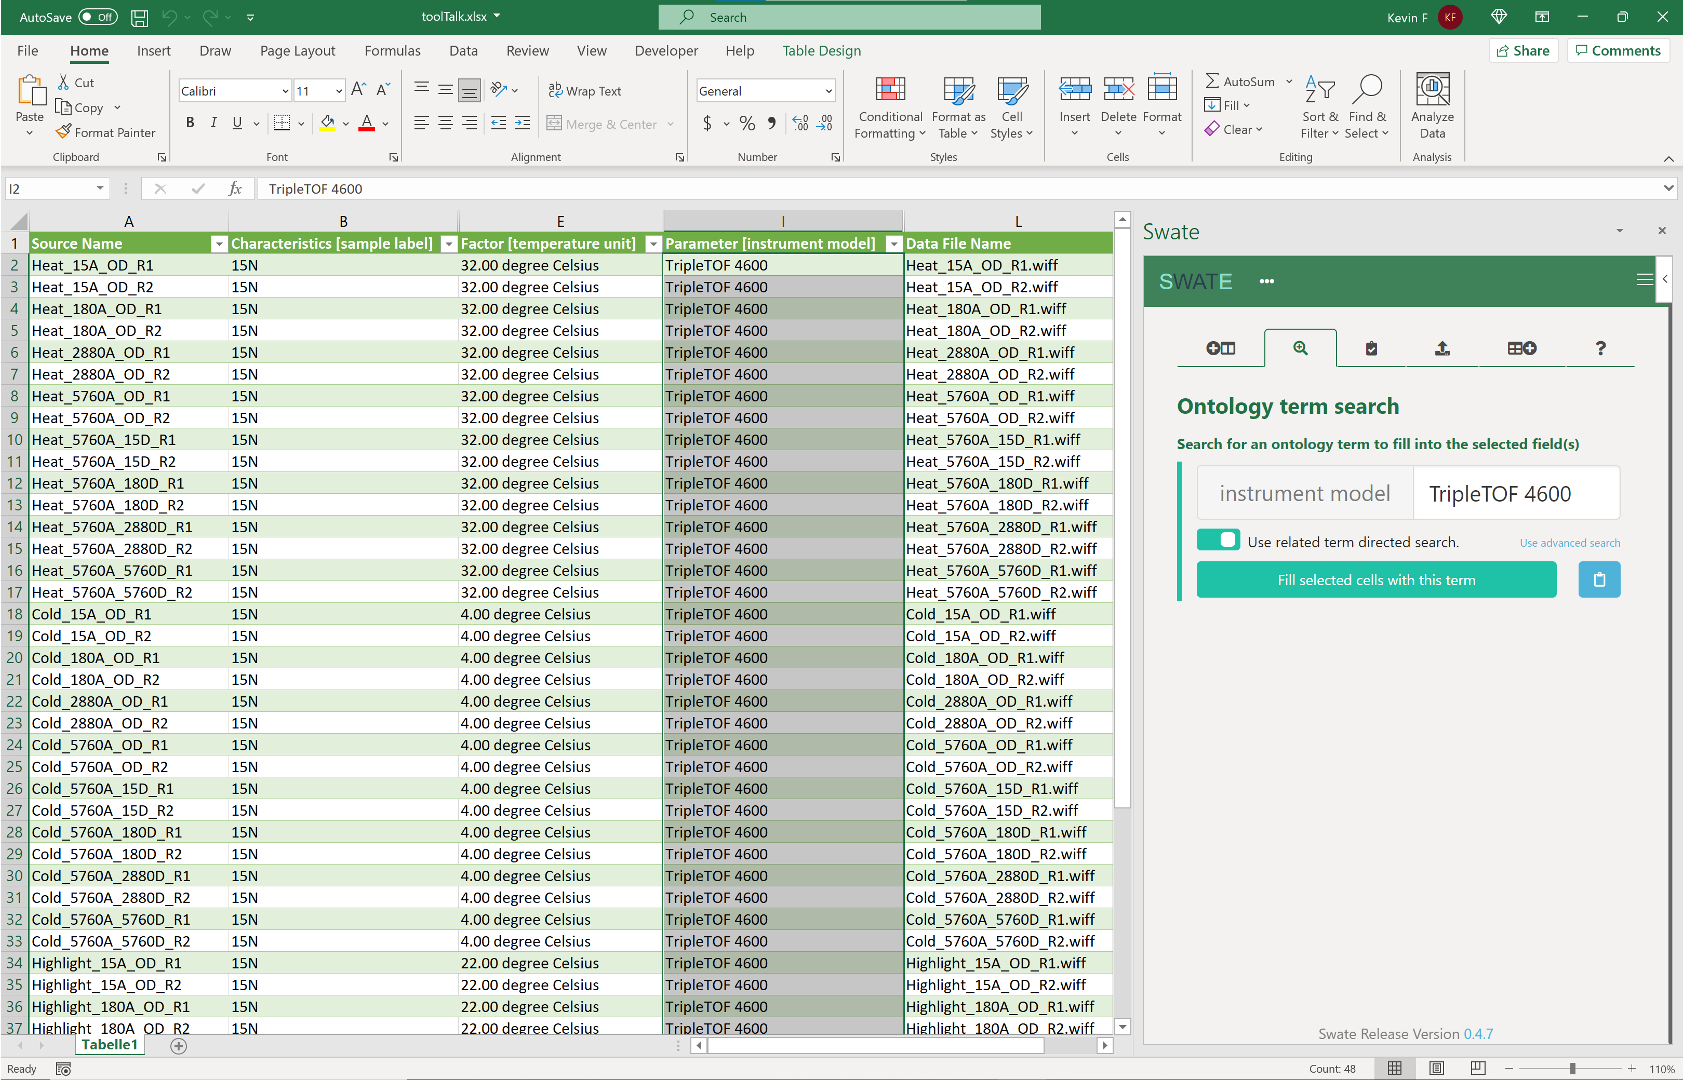 AutoSave Off toolTalk.xlsx Search Kevin F KF
File Home Insert Draw Page Layout Formulas Data Review View Developer Help Table Design Share Comments
Paste Cut Copy Format Painter Clipboard
Calibri 11 B I U A Font
Wrap Text Merge & Center Alignment
General $ % Number
Conditional Formatting Format as Table Cell Styles Styles
Insert Delete Format Cells
AutoSum Fill Clear Sort & Filter Find & Select Editing
Analyze Data Analysis
I2 fx TripleTOF 4600
A B E I L
1 Source Name Characteristics [sample label] Factor [temperature unit] Parameter [instrument model] Data File Name
2 Heat_15A_OD_R1 15N 32.00 degree Celsius TripleTOF 4600 Heat_15A_OD_R1.wiff
3 Heat_15A_OD_R2 15N 32.00 degree Celsius TripleTOF 4600 Heat_15A_OD_R2.wiff
4 Heat_180A_OD_R1 15N 32.00 degree Celsius TripleTOF 4600 Heat_180A_OD_R1.wiff
5 Heat_180A_OD_R2 15N 32.00 degree Celsius TripleTOF 4600 Heat_180A_OD_R2.wiff
6 Heat_2880A_OD_R1 15N 32.00 degree Celsius TripleTOF 4600 Heat_2880A_OD_R1.wiff
7 Heat_2880A_OD_R2 15N 32.00 degree Celsius TripleTOF 4600 Heat_2880A_OD_R2.wiff
8 Heat_5760A_OD_R1 15N 32.00 degree Celsius TripleTOF 4600 Heat_5760A_OD_R1.wiff
9 Heat_5760A_OD_R2 15N 32.00 degree Celsius TripleTOF 4600 Heat_5760A_OD_R2.wiff
10 Heat_5760A_15D_R1 15N 32.00 degree Celsius TripleTOF 4600 Heat_5760A_15D_R1.wiff
11 Heat_5760A_15D_R2 15N 32.00 degree Celsius TripleTOF 4600 Heat_5760A_15D_R2.wiff
12 Heat_5760A_180D_R1 15N 32.00 degree Celsius TripleTOF 4600 Heat_5760A_180D_R1.wiff
13 Heat_5760A_180D_R2 15N 32.00 degree Celsius TripleTOF 4600 Heat_5760A_180D_R2.wiff
14 Heat_5760A_2880D_R1 15N 32.00 degree Celsius TripleTOF 4600 Heat_5760A_2880D_R1.wiff
15 Heat_5760A_2880D_R2 15N 32.00 degree Celsius TripleTOF 4600 Heat_5760A_2880D_R2.wiff
16 Heat_5760A_5760D_R1 15N 32.00 degree Celsius TripleTOF 4600 Heat_5760A_5760D_R1.wiff
17 Heat_5760A_5760D_R2 15N 32.00 degree Celsius TripleTOF 4600 Heat_5760A_5760D_R2.wiff
18 Cold_15A_OD_R1 15N 4.00 degree Celsius TripleTOF 4600 Cold_15A_OD_R1.wiff
19 Cold_15A_OD_R2 15N 4.00 degree Celsius TripleTOF 4600 Cold_15A_OD_R2.wiff
20 Cold_180A_OD_R1 15N 4.00 degree Celsius TripleTOF 4600 Cold_180A_OD_R1.wiff
21 Cold_180A_OD_R2 15N 4.00 degree Celsius TripleTOF 4600 Cold_180A_OD_R2.wiff
22 Cold_2880A_OD_R1 15N 4.00 degree Celsius TripleTOF 4600 Cold_2880A_OD_R1.wiff
23 Cold_2880A_OD_R2 15N 4.00 degree Celsius TripleTOF 4600 Cold_2880A_OD_R2.wiff
24 Cold_5760A_OD_R1 15N 4.00 degree Celsius TripleTOF 4600 Cold_5760A_OD_R1.wiff
25 Cold_5760A_OD_R2 15N 4.00 degree Celsius TripleTOF 4600 Cold_5760A_OD_R2.wiff
26 Cold_5760A_15D_R1 15N 4.00 degree Celsius TripleTOF 4600 Cold_5760A_15D_R1.wiff
27 Cold_5760A_15D_R2 15N 4.00 degree Celsius TripleTOF 4600 Cold_5760A_15D_R2.wiff
28 Cold_5760A_180D_R1 15N 4.00 degree Celsius TripleTOF 4600 Cold_5760A_180D_R1.wiff
29 Cold_5760A_180D_R2 15N 4.00 degree Celsius TripleTOF 4600 Cold_5760A_180D_R2.wiff
30 Cold_5760A_2880D_R1 15N 4.00 degree Celsius TripleTOF 4600 Cold_5760A_2880D_R1.wiff
31 Cold_5760A_2880D_R2 15N 4.00 degree Celsius TripleTOF 4600 Cold_5760A_2880D_R2.wiff
32 Cold_5760A_5760D_R1 15N 4.00 degree Celsius TripleTOF 4600 Cold_5760A_5760D_R1.wiff
33 Cold_5760A_5760D_R2 15N 4.00 degree Celsius TripleTOF 4600 Cold_5760A_5760D_R2.wiff
34 Highlight_15A_OD_R1 15N 22.00 degree Celsius TripleTOF 4600 Highlight_15A_OD_R1.wiff
35 Highlight_15A_OD_R2 15N 22.00 degree Celsius TripleTOF 4600 Highlight_15A_OD_R2.wiff
36 Highlight_180A_OD_R1 15N 22.00 degree Celsius TripleTOF 4600 Highlight_180A_OD_R1.wiff
37 Highlight_180A_OD_R2 15N 22.00 degree Celsius TripleTOF 4600 Highlight_180A_OD_R2.wiff
Tabelle1
Ready Count: 48 110%
Swate
SWATE
?
Ontology term search
Search for an ontology term to fill into the selected field(s)
instrument model TripleTOF 4600
Use related term directed search. Use advanced search
Fill selected cells with this term
Swate Release Version 0.4.7